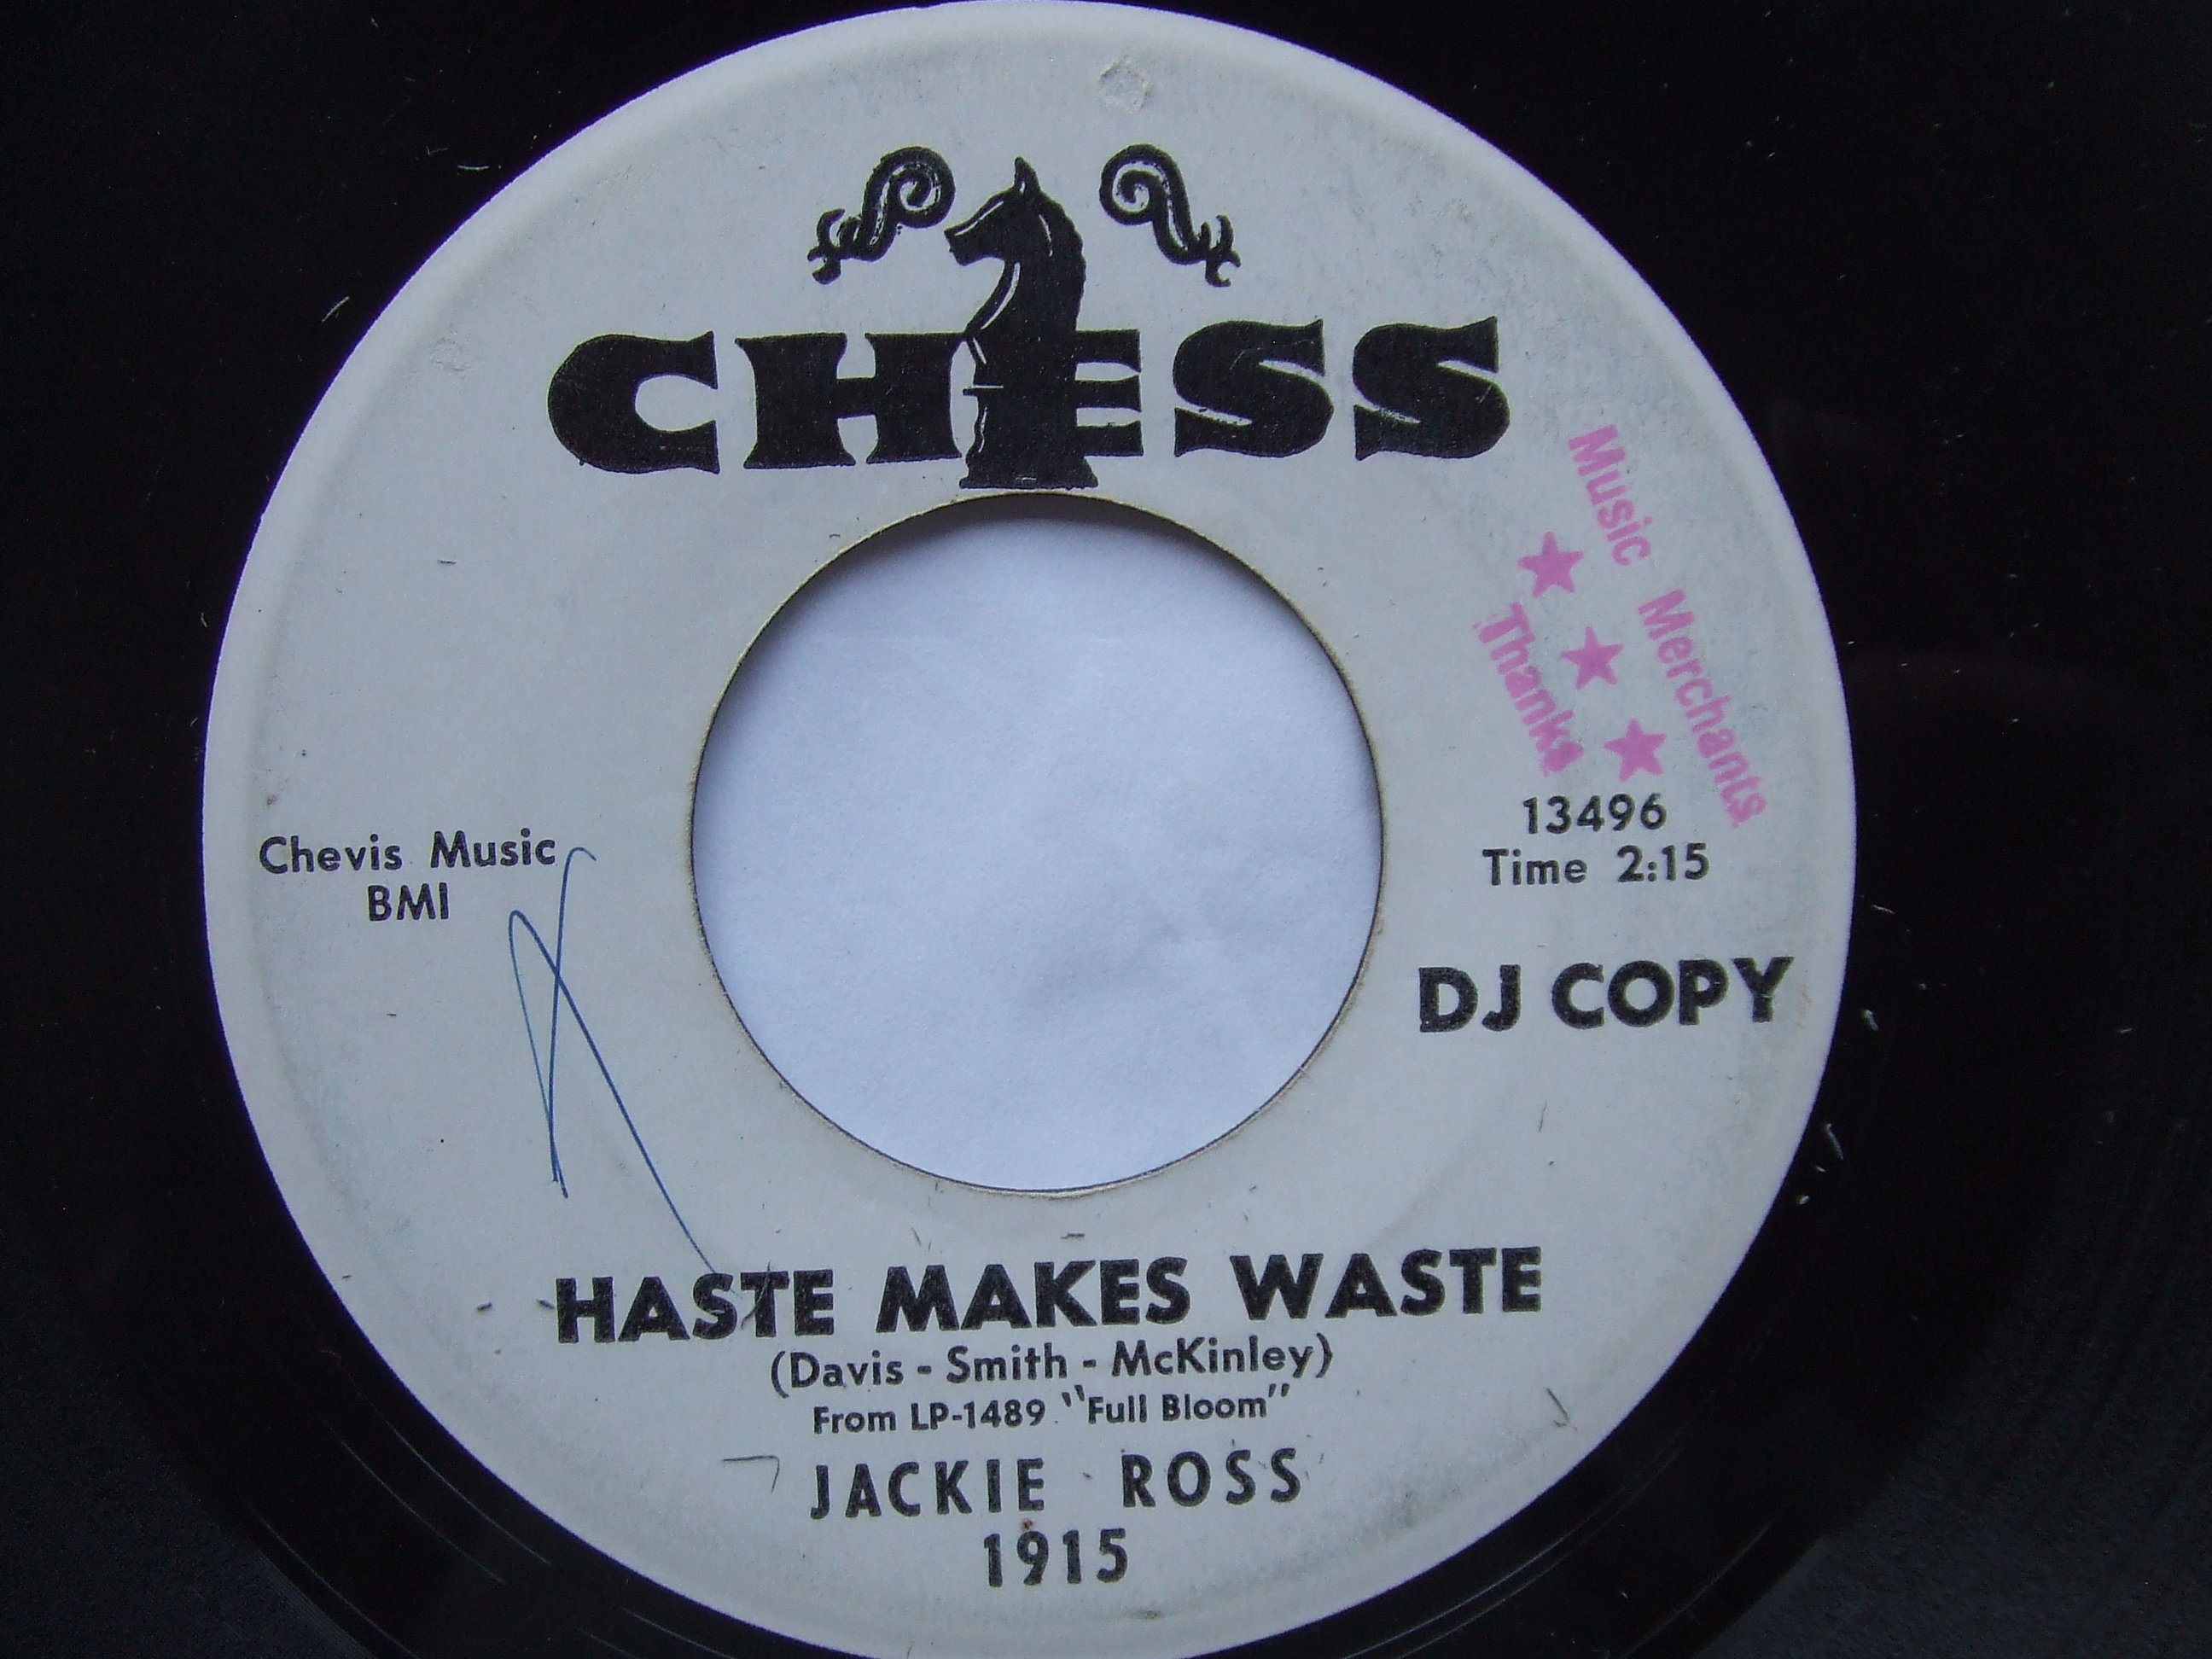 CHESS
Music Merchants
★ ★ ★
Thanks
13496
Time 2:15
Chevis Music
BMI
DJ COPY
HASTE MAKES WASTE
(Davis - Smith - McKinley)
From LP-1489 "Full Bloom"
JACKIE ROSS
1915